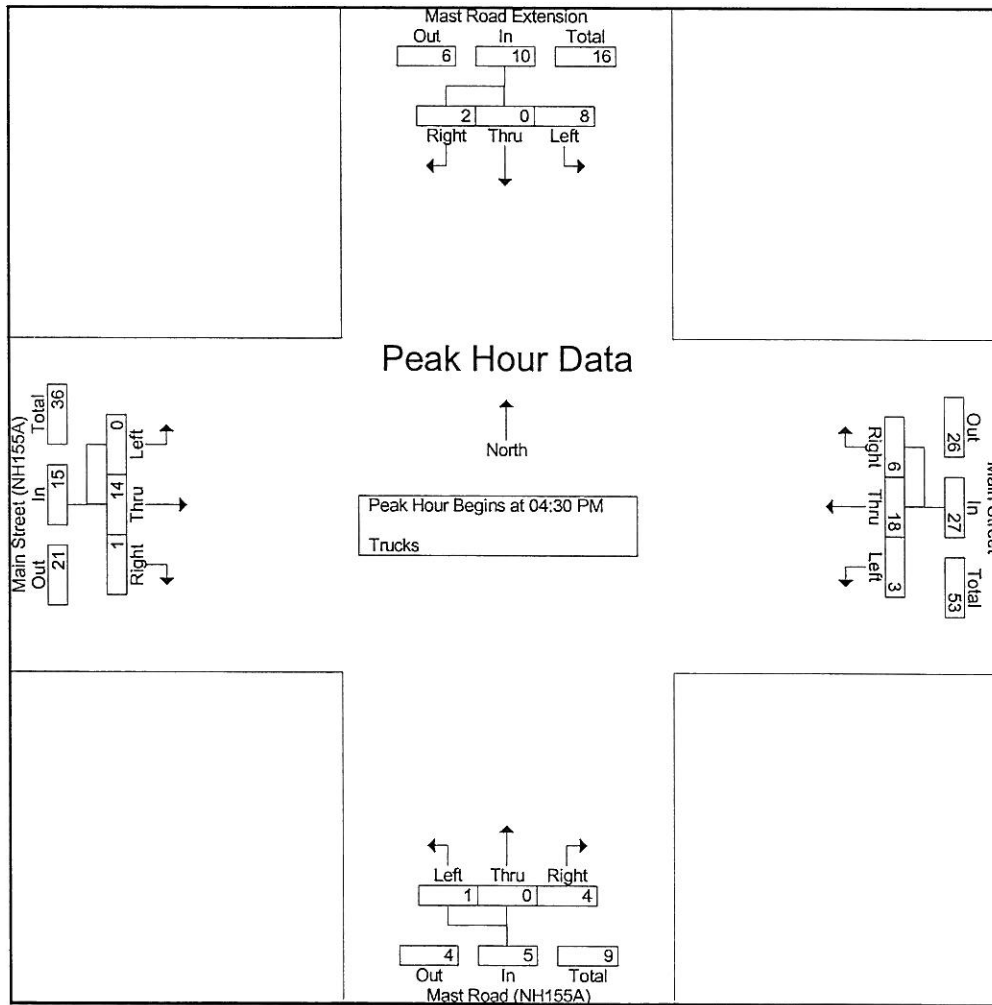 Mast Road Extension
Out In Total
6 10 16
2 0 8
Right Thru Left
Peak Hour Data
North
Peak Hour Begins at 04:30 PM
Trucks
Main Street (NH155A)
Total In Out
36 15 21
0 14 1
Left Thru Right
Right Thru Left
6 18 3
26 27 53
Out In Total
Left Thru Right
1 0 4
4 5 9
Out In Total
Mast Road (NH155A)